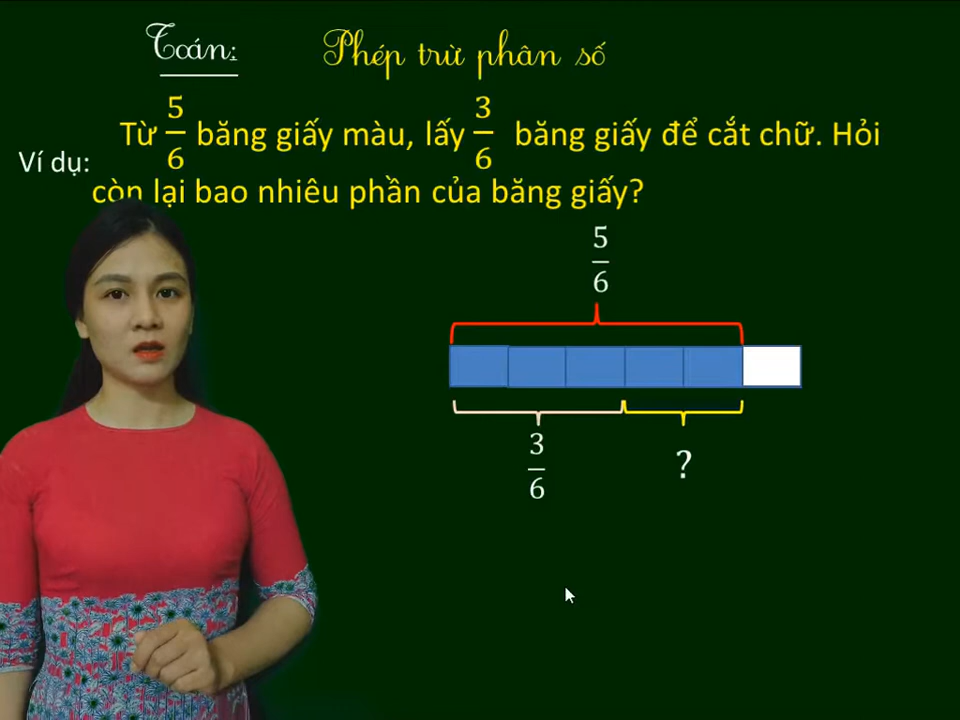 Toán:
Phép trừ phân số
Ví dụ:
Từ 5/6 băng giấy màu, lấy 3/6 băng giấy để cắt chữ. Hỏi
còn lại bao nhiêu phần của băng giấy?
5/6
3/6
?